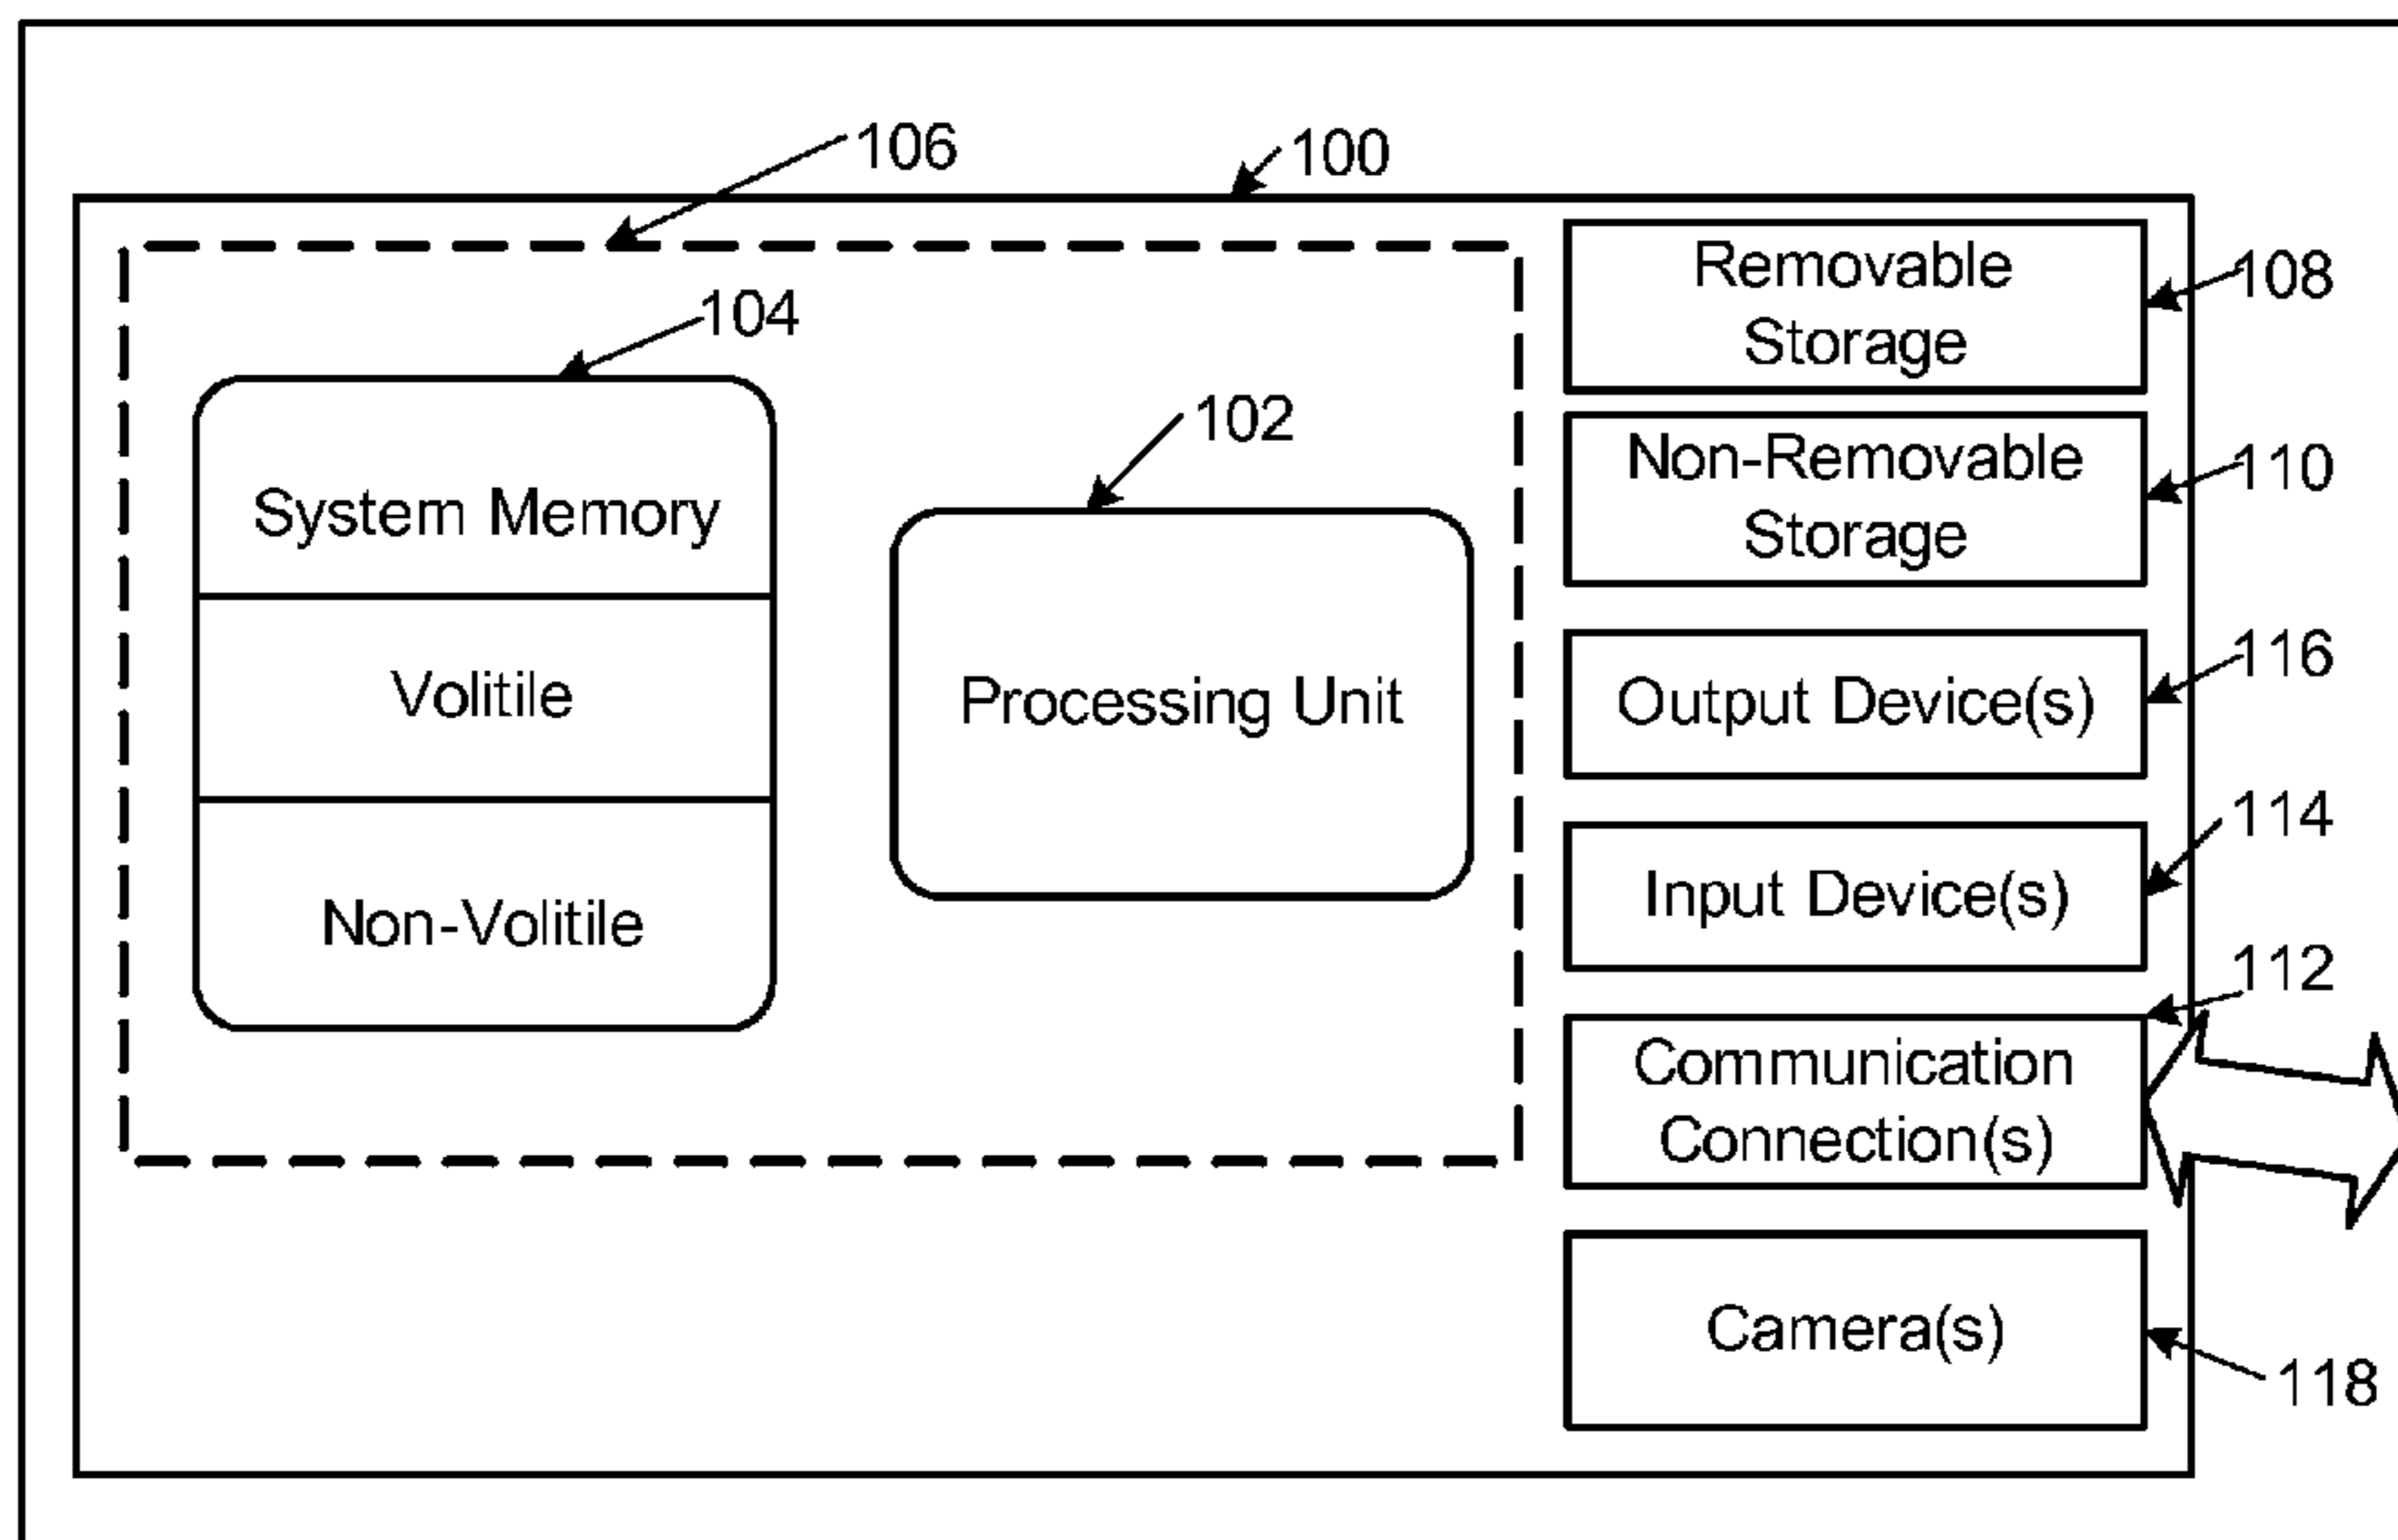 106
100
Removable
Storage
108
104
102
Non-Removable
Storage
110
System Memory
Volitile
Non-Volitile
Processing Unit
Output Device(s)
116
Input Device(s)
114
112
Communication
Connection(s)
Camera(s)
118